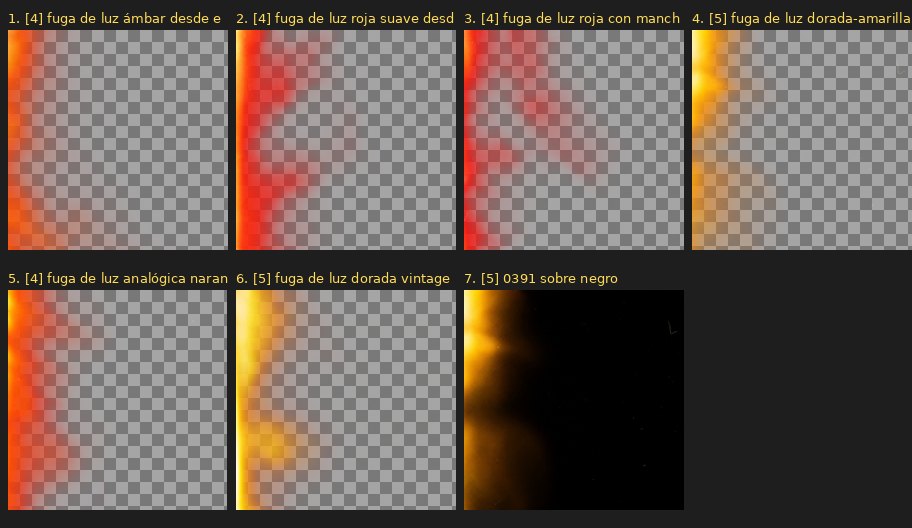 1. [4] fuga de luz ámbar desde e
2. [4] fuga de luz roja suave desd
3. [4] fuga de luz roja con manch
4. [5] fuga de luz dorada-amarilla
5. [4] fuga de luz analógica naran
6. [5] fuga de luz dorada vintage
7. [5] 0391 sobre negro